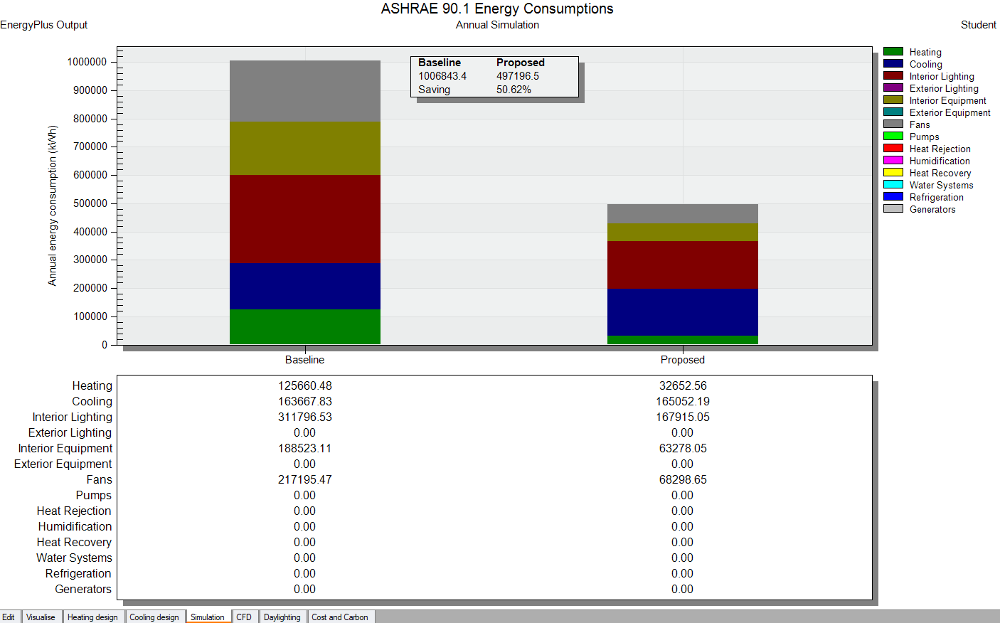 ASHRAE 90.1 Energy Consumptions
EnergyPlus Output
Annual Simulation
Student
Annual energy consumption (kWh)
1000000
900000
800000
700000
600000
500000
400000
300000
200000
100000
0
Baseline Proposed
1006843.4 497196.5
Saving 50.62%
Heating
Cooling
Interior Lighting
Exterior Lighting
Interior Equipment
Exterior Equipment
Fans
Pumps
Heat Rejection
Humidification
Heat Recovery
Water Systems
Refrigeration
Generators
Baseline Proposed
Heating 125660.48 32652.56
Cooling 163667.83 165052.19
Interior Lighting 311796.53 167915.05
Exterior Lighting 0.00 0.00
Interior Equipment 188523.11 63278.05
Exterior Equipment 0.00 0.00
Fans 217195.47 68298.65
Pumps 0.00 0.00
Heat Rejection 0.00 0.00
Humidification 0.00 0.00
Heat Recovery 0.00 0.00
Water Systems 0.00 0.00
Refrigeration 0.00 0.00
Generators 0.00 0.00
Edit Visualise Heating design Cooling design Simulation CFD Daylighting Cost and Carbon